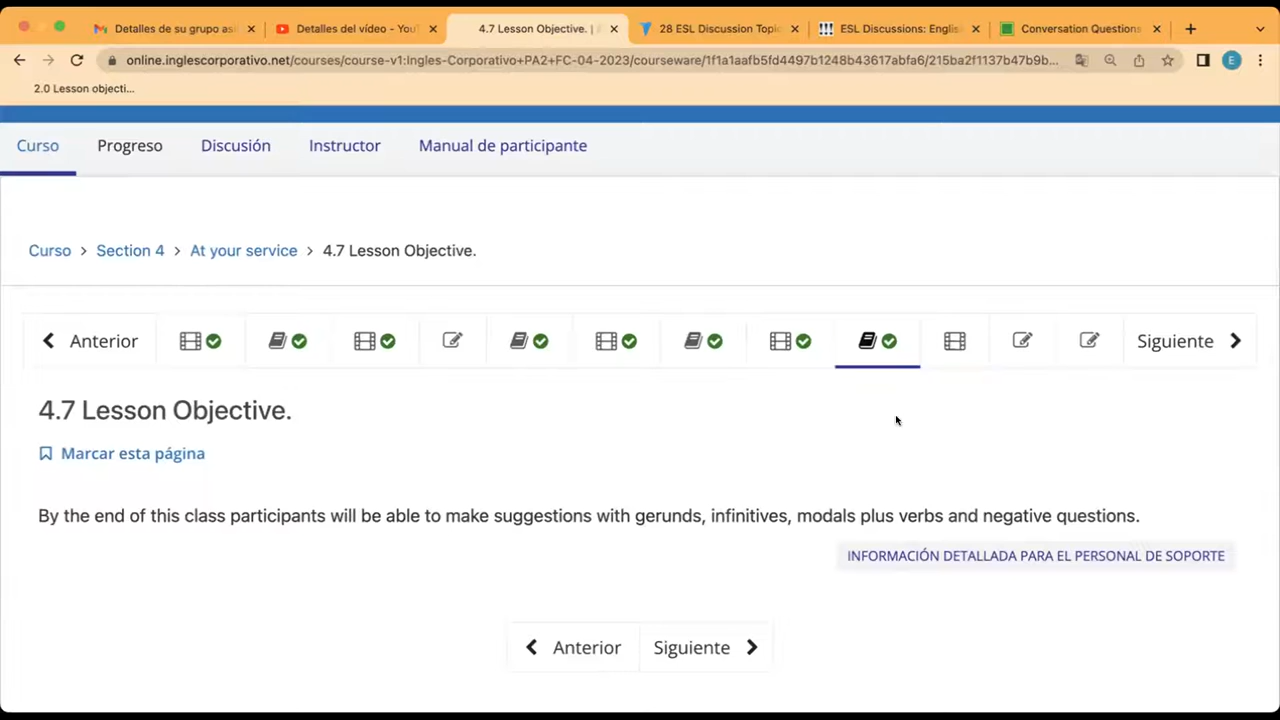 Detalles de su grupo asi
Detalles del vídeo - You
4.7 Lesson Objective. |
28 ESL Discussion Topic
ESL Discussions: Englis
Conversation Questions
online.inglescorporativo.net/courses/course-v1:Ingles-Corporativo+PA2+FC-04-2023/courseware/1f1a1aafb5fd4497b1248b43617abfa6/215ba2f1137b47b9b...
E
2.0 Lesson objecti...
Curso
Progreso
Discusión
Instructor
Manual de participante
Curso > Section 4 > At your service > 4.7 Lesson Objective.
Anterior
Siguiente
4.7 Lesson Objective.
Marcar esta página
By the end of this class participants will be able to make suggestions with gerunds, infinitives, modals plus verbs and negative questions.
INFORMACIÓN DETALLADA PARA EL PERSONAL DE SOPORTE
Anterior
Siguiente